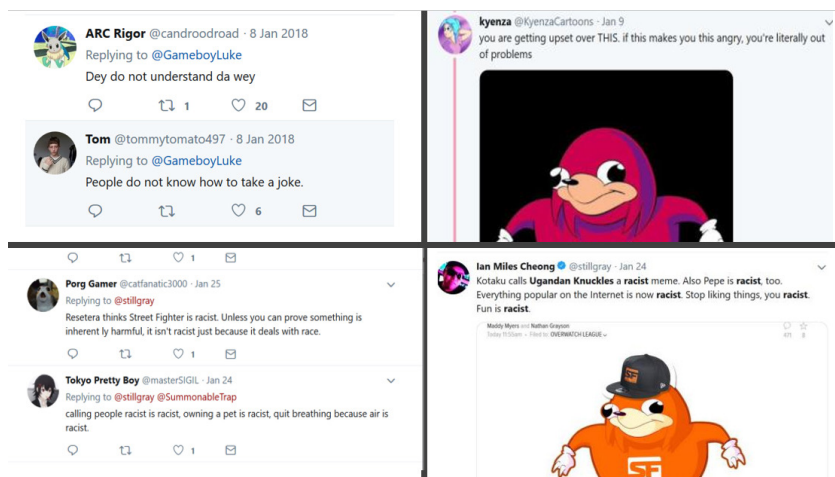 ARC Rigor @candroodroad · 8 Jan 2018
Replying to @GameboyLuke
Dey do not understand da wey
1 20
Tom @tommytomato497 · 8 Jan 2018
Replying to @GameboyLuke
People do not know how to take a joke.
6
kyenza @KyenzaCartoons · Jan 9
you are getting upset over THIS. if this makes you this angry, you're literally out
of problems
1
Porg Gamer @catfanatic3000 · Jan 25
Replying to @stillgray
Resetera thinks Street Fighter is racist. Unless you can prove something is
inherent ly harmful, it isn't racist just because it deals with race.
1
Tokyo Pretty Boy @masterSIGIL · Jan 24
Replying to @stillgray @SummonableTrap
calling people racist is racist, owning a pet is racist, quit breathing because air is
racist.
1
Ian Miles Cheong @stillgray · Jan 24
Kotaku calls Ugandan Knuckles a racist meme. Also Pepe is racist, too.
Everything popular on the Internet is now racist. Stop liking things, you racist.
Fun is racist.
Maddy Myers and Nathan Grayson
Today 11:55am · Filed to: OVERWATCH LEAGUE
SF
SF